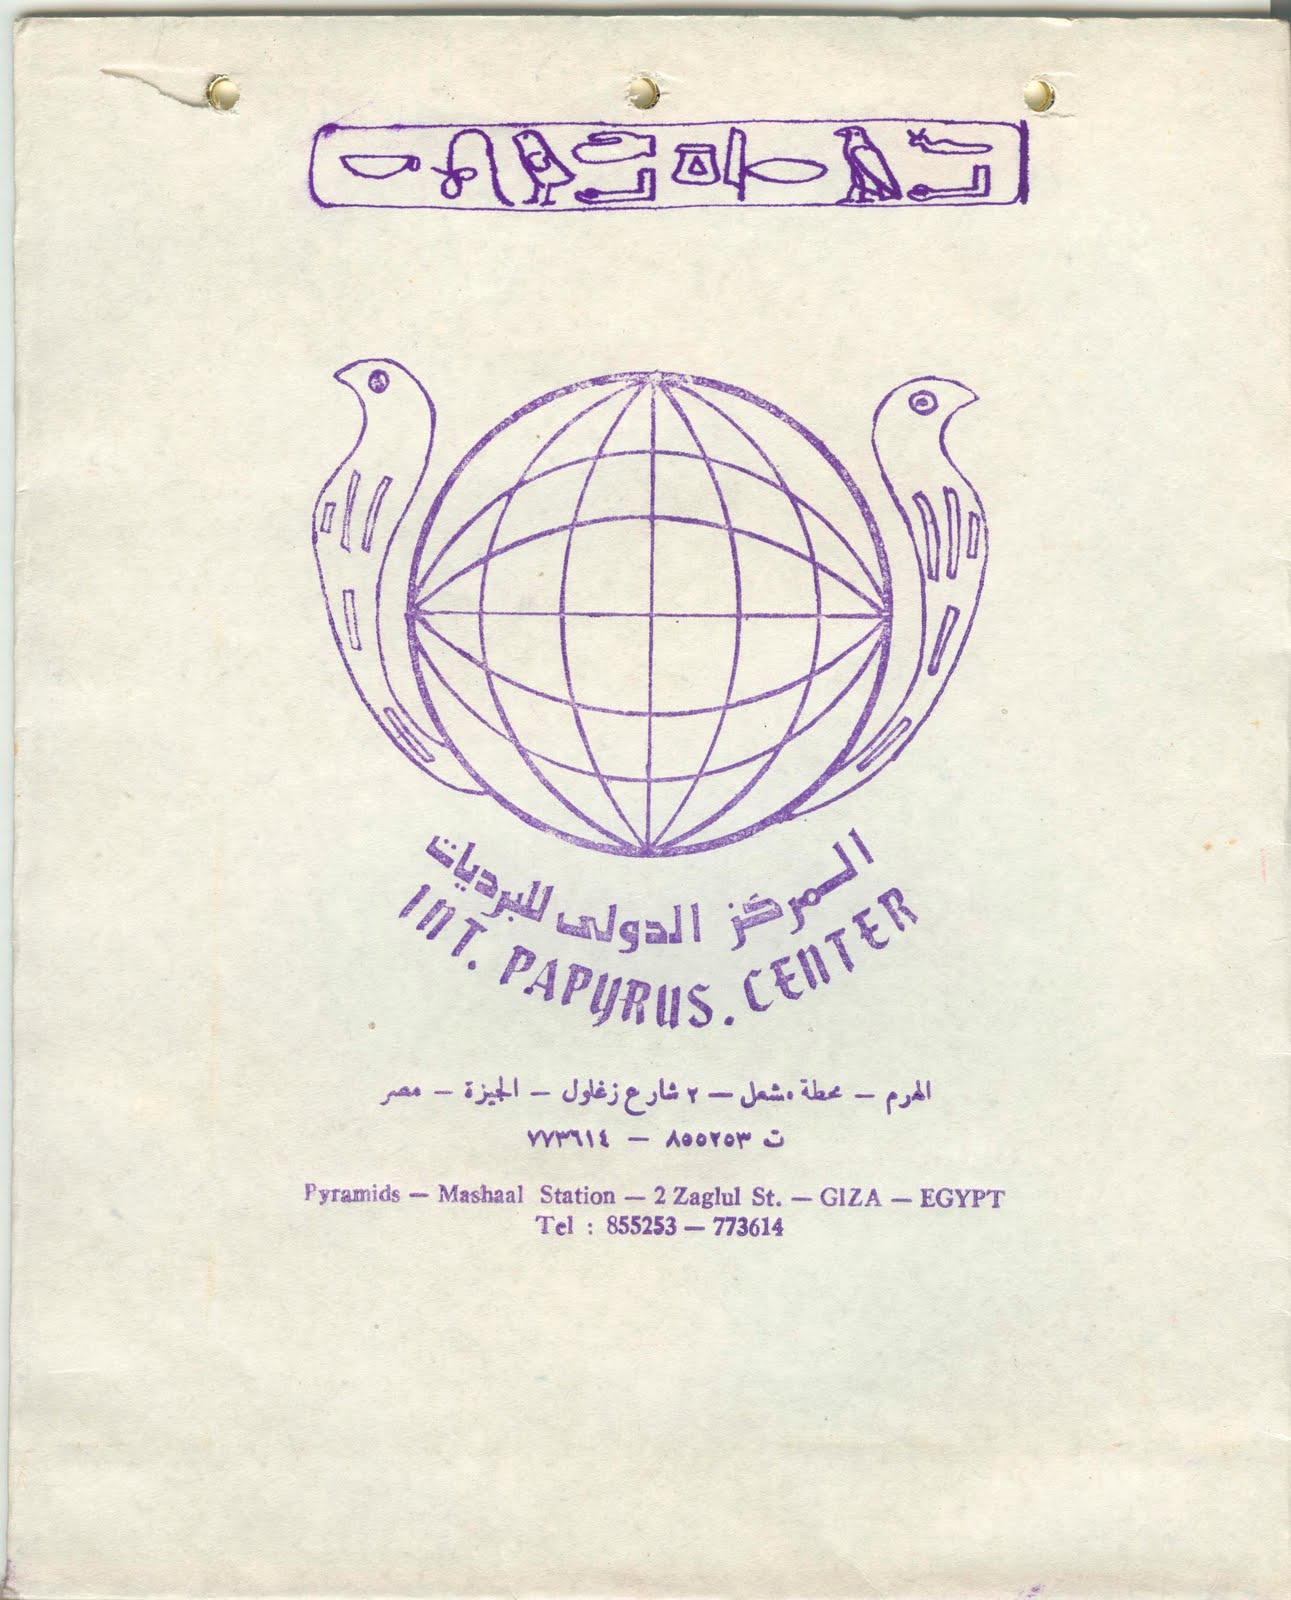 المركز الدولى للبرديات
INT. PAPYRUS. CENTER
الهرم — محطة مشعل — ٢ شارع زغلول — الجيزة — مصر
ت ٨٥٥٢٥٣ — ٧٧٣٦١٤
Pyramids — Mashaal Station — 2 Zaglul St. — GIZA — EGYPT
Tel : 855253 — 773614